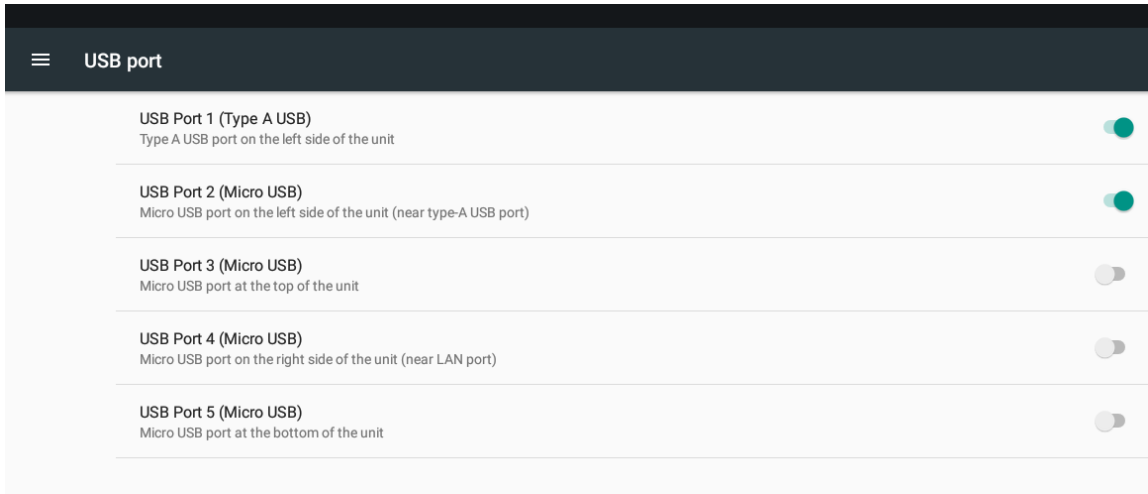 USB port
USB Port 1 (Type A USB)
Type A USB port on the left side of the unit
USB Port 2 (Micro USB)
Micro USB port on the left side of the unit (near type-A USB port)
USB Port 3 (Micro USB)
Micro USB port at the top of the unit
USB Port 4 (Micro USB)
Micro USB port on the right side of the unit (near LAN port)
USB Port 5 (Micro USB)
Micro USB port at the bottom of the unit